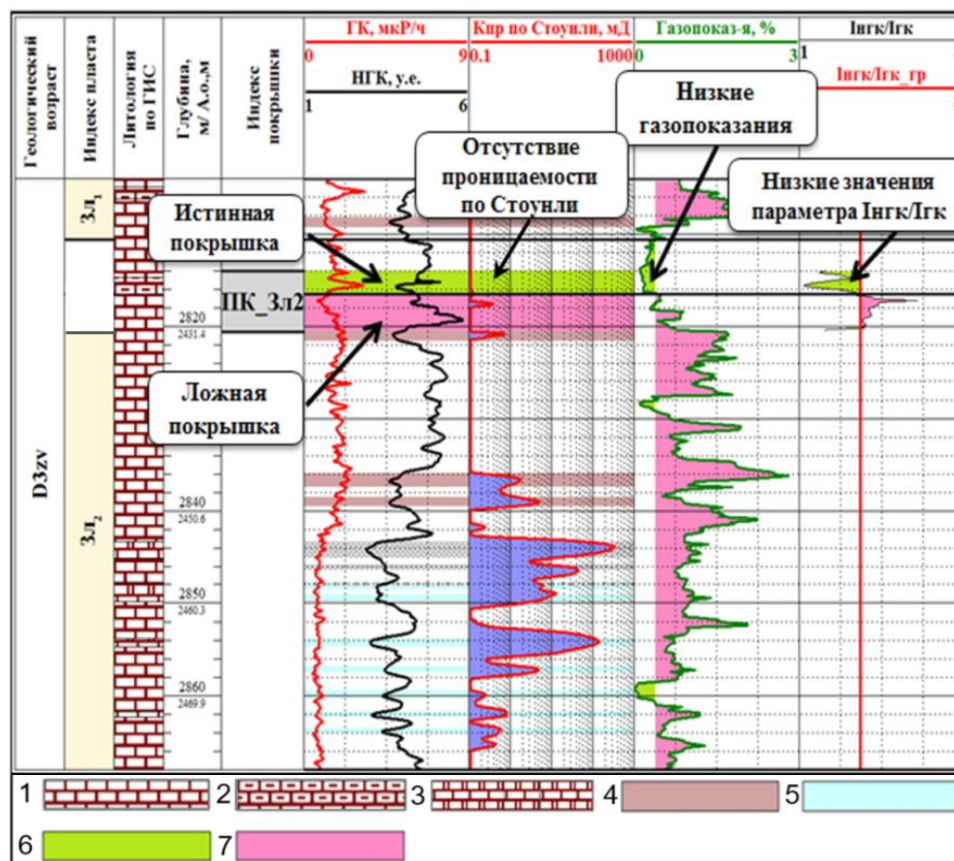 Геологический
возраст
Индекс пласта
Литология
по ГИС
Глубина,
м/ А.о.,м
Индекс
покрышки
ГК, мкР/ч
0 90
НГК, у.е.
1 6
Кпр по Стоунли, мД
0.1 1000
Газопоказ-я, %
0 3
Iнгк/Iгк
1
Iнгк/Iгк_гр
1
Низкие
газопоказания
Отсутствие
проницаемости
по Стоунли
Низкие значения
параметра Iнгк/Iгк
Истинная
покрышка
Ложная
покрышка
D3zv
Зл1
Зл2
ПК_Зл2
2820
2431.4
2840
2450.6
2850
2460.3
2860
2469.9
1 2 3 4 5
6 7